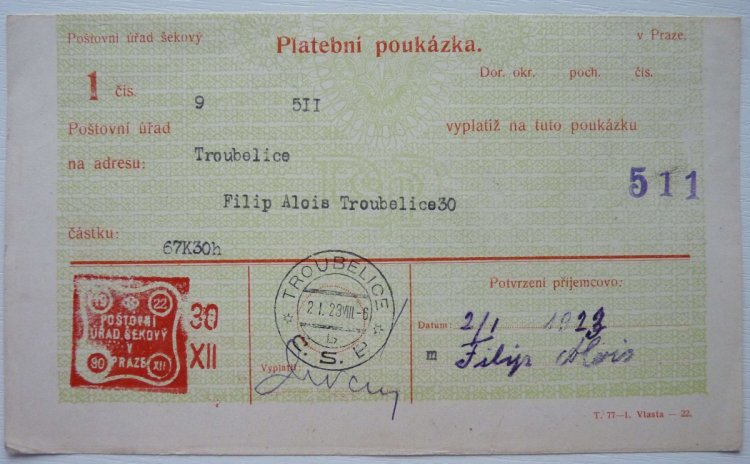 Poštovní úřad šekový
Platební poukázka.
v Praze.
Dor. okr. poch. čís.
1 čís. 9 5II
Poštovní úřad
vyplatiž na tuto poukázku
na adresu: Troubelice
511
Filip Alois Troubelice30
částku: 67K30h
19 22
POŠTOVNÍ
ÚŘAD ŠEKOVÝ
V
PRAZE
30 XII
30
XII
TROUBELICE
2.I.23
Č.S.P.
Vyplatil:
Potvrzení příjemcovo:
Datum: 2/I 1923
Filip Alois
T. 77—I. Vlasta — 22.